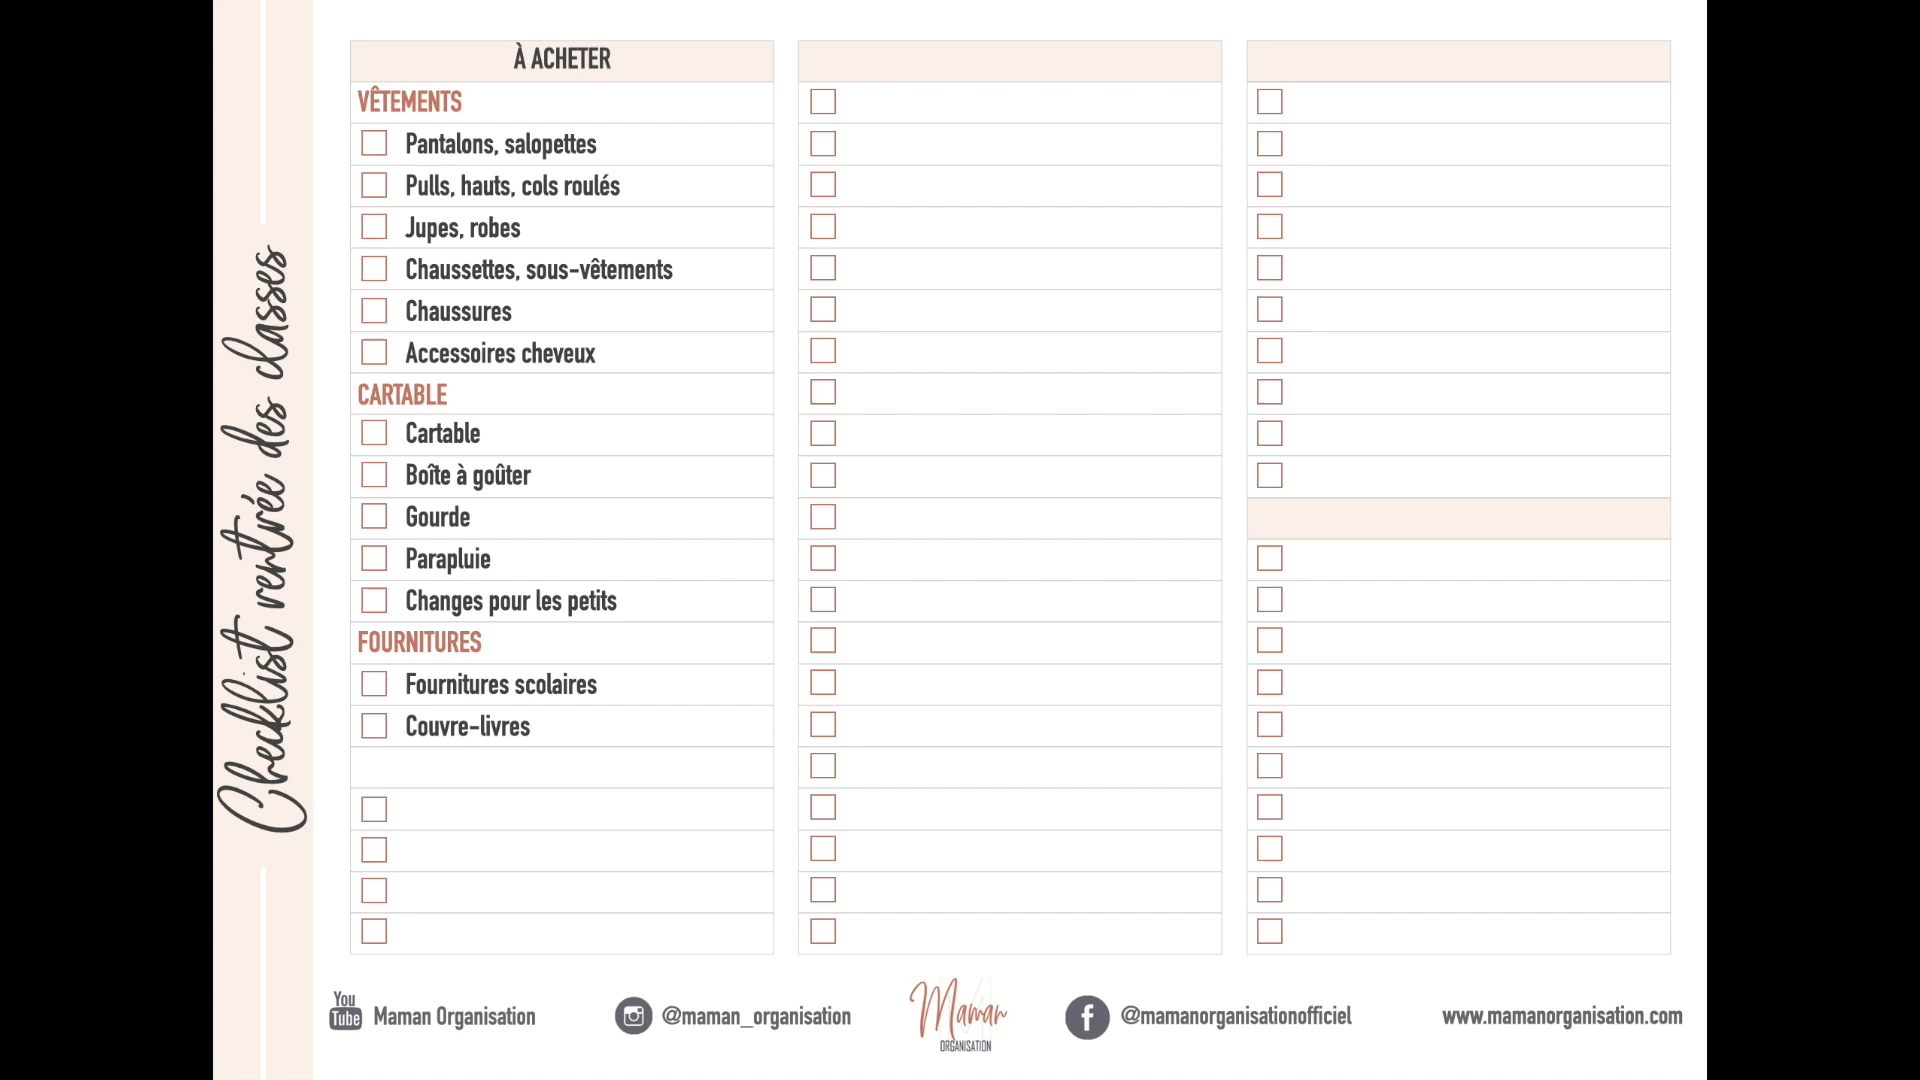 Checklist rentrée des classes
À ACHETER
VÊTEMENTS
Pantalons, salopettes
Pulls, hauts, cols roulés
Jupes, robes
Chaussettes, sous-vêtements
Chaussures
Accessoires cheveux
CARTABLE
Cartable
Boîte à goûter
Gourde
Parapluie
Changes pour les petits
FOURNITURES
Fournitures scolaires
Couvre-livres
You
Tube
Maman Organisation
@maman_organisation
Maman
ORGANISATION
f
@mamanorganisationofficiel
www.mamanorganisation.com